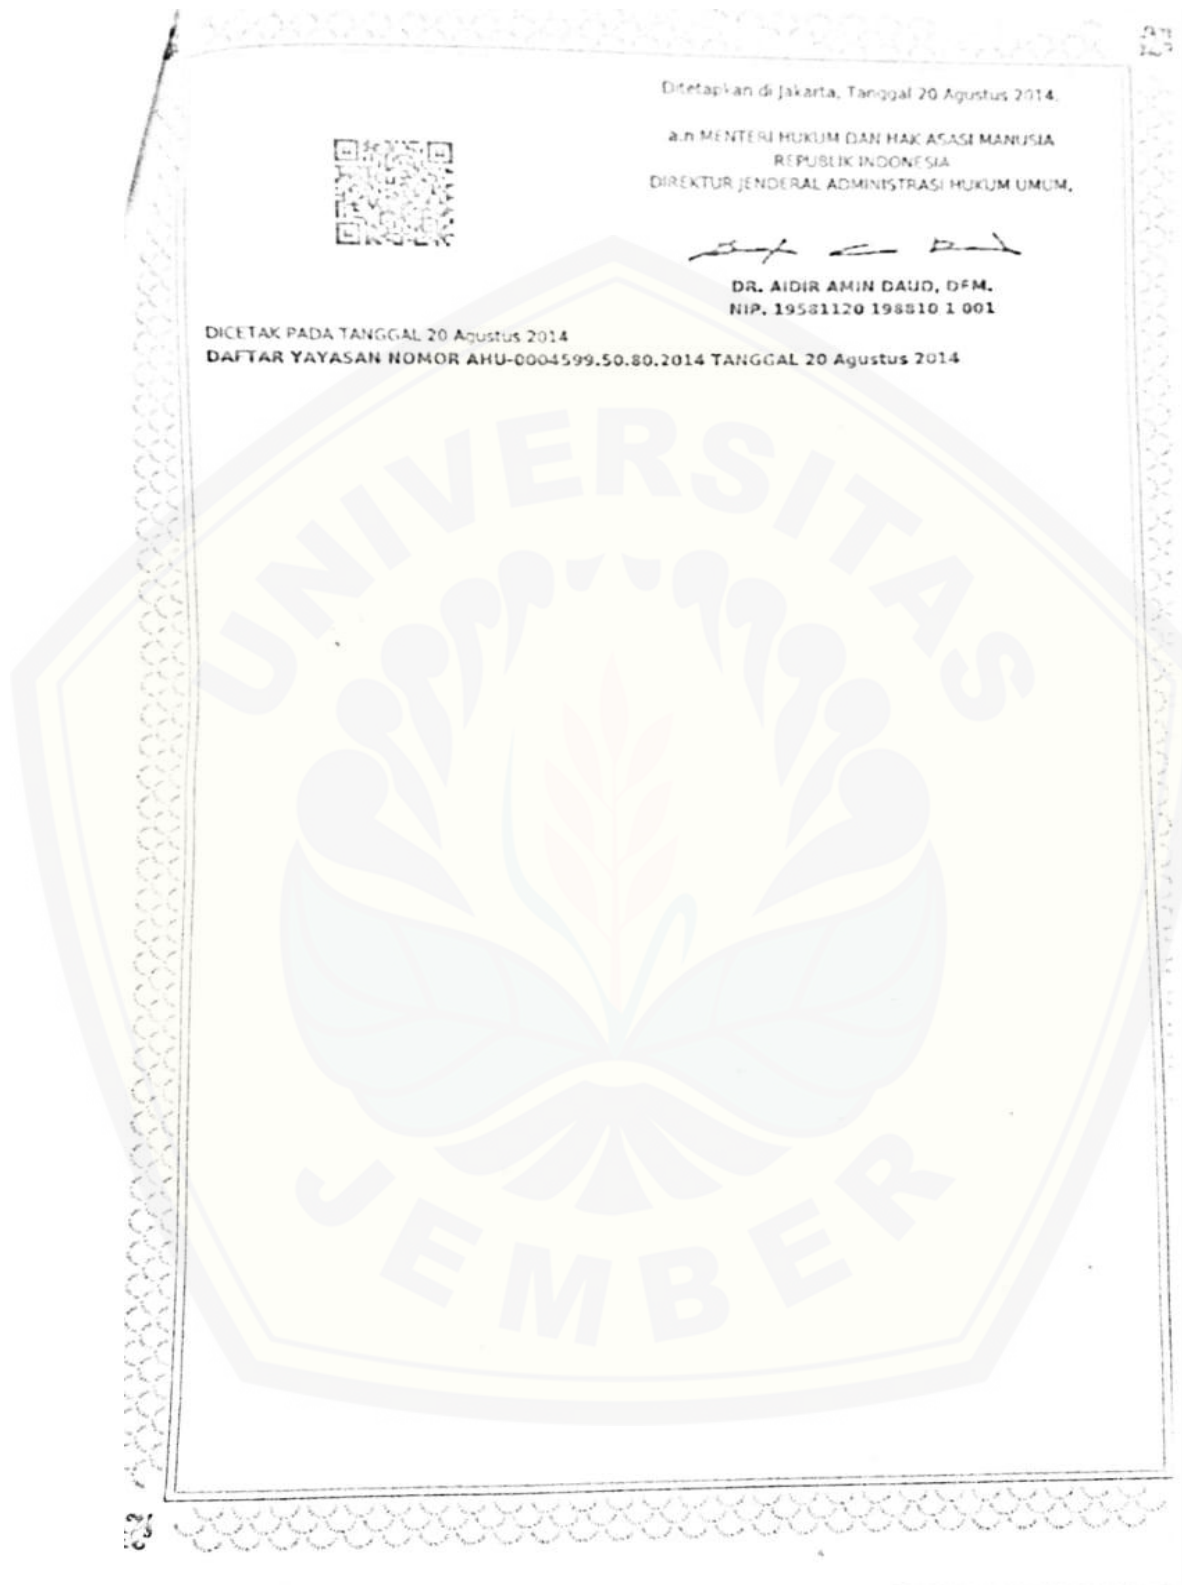 Ditetapkan di Jakarta, Tanggal 20 Agustus 2014.
a.n MENTERI HUKUM DAN HAK ASASI MANUSIA
REPUBLIK INDONESIA
DIREKTUR JENDERAL ADMINISTRASI HUKUM UMUM,
DR. AIDIR AMIN DAUD, DFM.
NIP. 19581120 198810 1 001
DICETAK PADA TANGGAL 20 Agustus 2014
DAFTAR YAYASAN NOMOR AHU-0004599.50.80.2014 TANGGAL 20 Agustus 2014
UNIVERSITAS
JEMBER